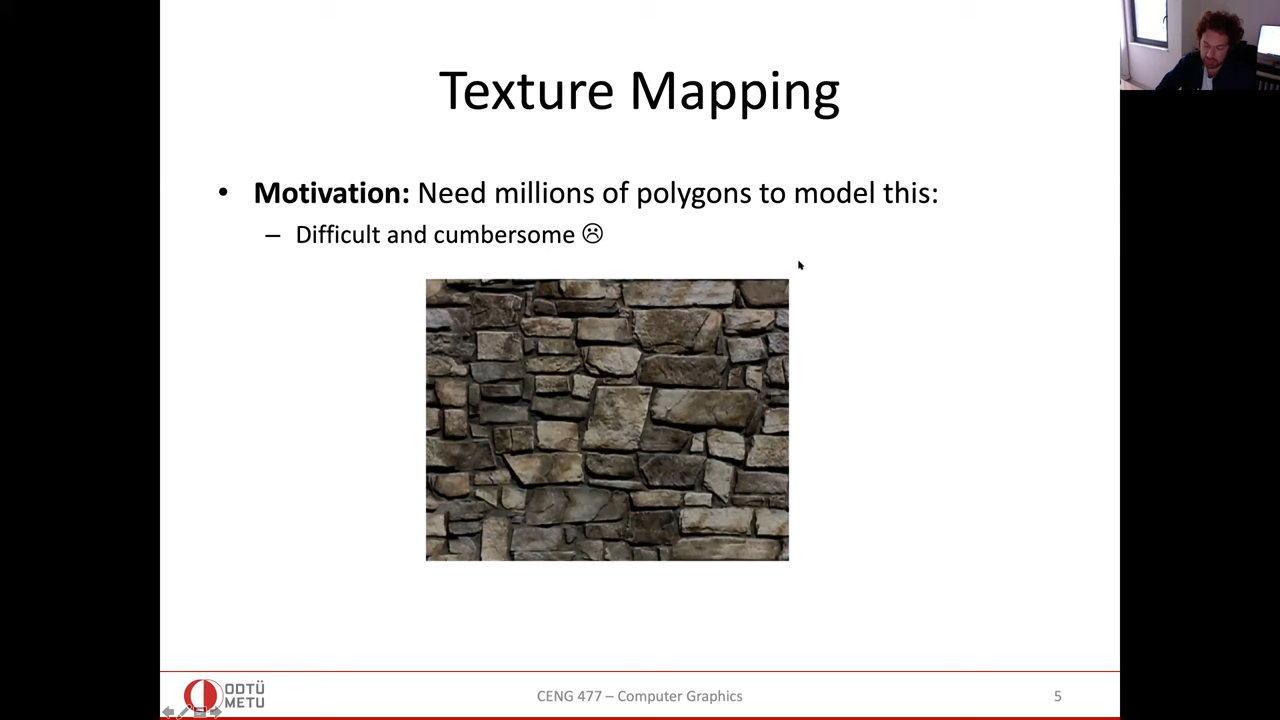 Texture Mapping
• Motivation: Need millions of polygons to model this:
– Difficult and cumbersome ☹
ODTÜ
METU
CENG 477 – Computer Graphics
5